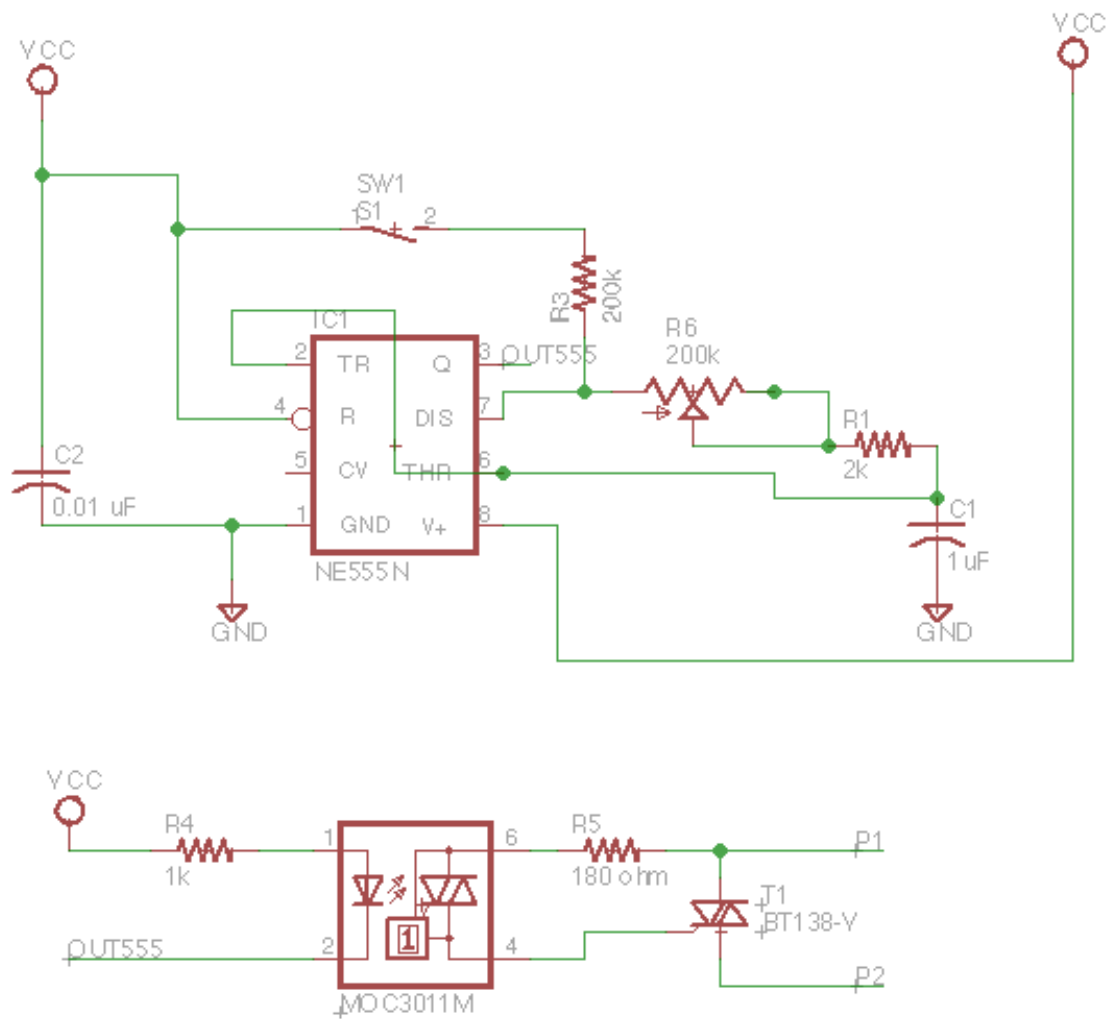 VCC
VCC
SW1
S1
1
2
R3
200k
IC1
R6
200k
2
TR
Q
3
OUT555
4
R
DIS
7
R1
2k
5
CV
THR
6
C2
0.01 uF
1
GND
V+
8
C1
1uF
NE555N
GND
GND
VCC
R4
1k
1
6
R5
180 ohm
P1
T1
BT138-V
1
OUT555
2
4
P2
MOC3011M